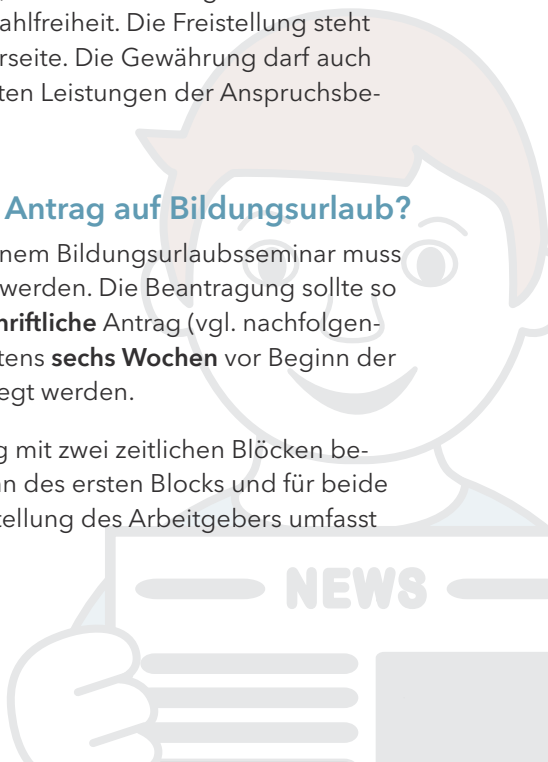 ahlfreiheit. Die Freistellung steht
rseite. Die Gewährung darf auch
ten Leistungen der Anspruchsbe-
Antrag auf Bildungsurlaub?
nem Bildungsurlaubsseminar muss
werden. Die Beantragung sollte so
hriftliche Antrag (vgl. nachfolgen-
tens sechs Wochen vor Beginn der
egt werden.
g mit zwei zeitlichen Blöcken be-
nn des ersten Blocks und für beide
tellung des Arbeitgebers umfasst
NEWS